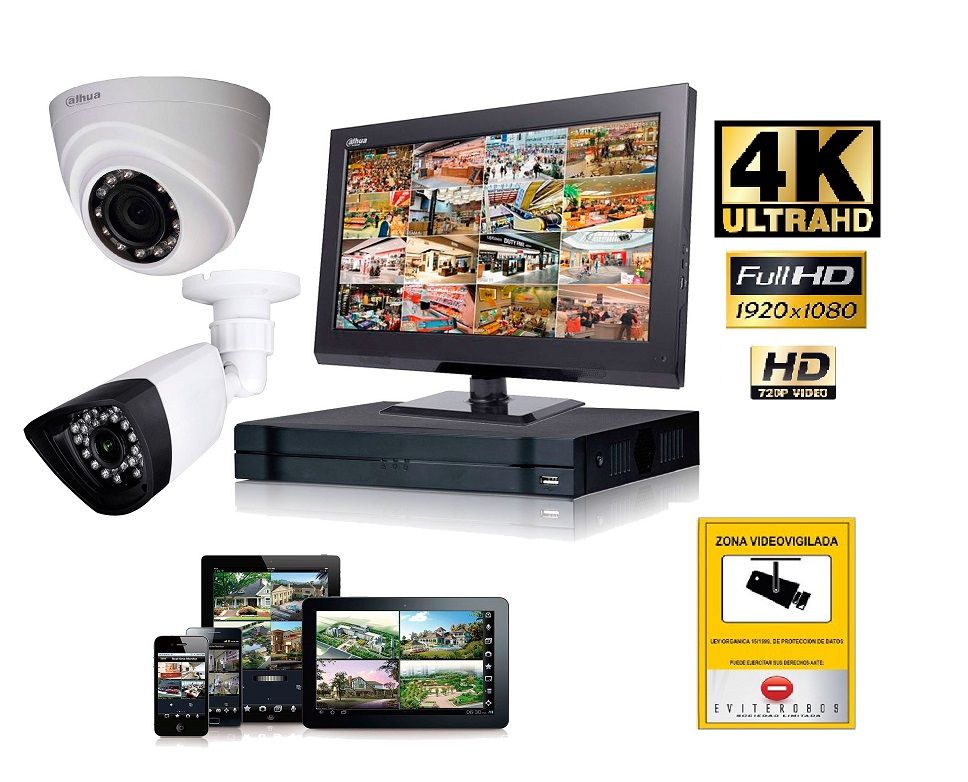 alhua
alhua
4K
ULTRAHD
Full HD
1920x1080
HD
720P VIDEO
ZONA VIDEOVIGILADA
LEY ORGANICA 15/1999, DE PROTECCION DE DATOS
PUEDE EJERCITAR SUS DERECHOS ANTE:
EVITEROBOS
SOCIEDAD LIMITADA